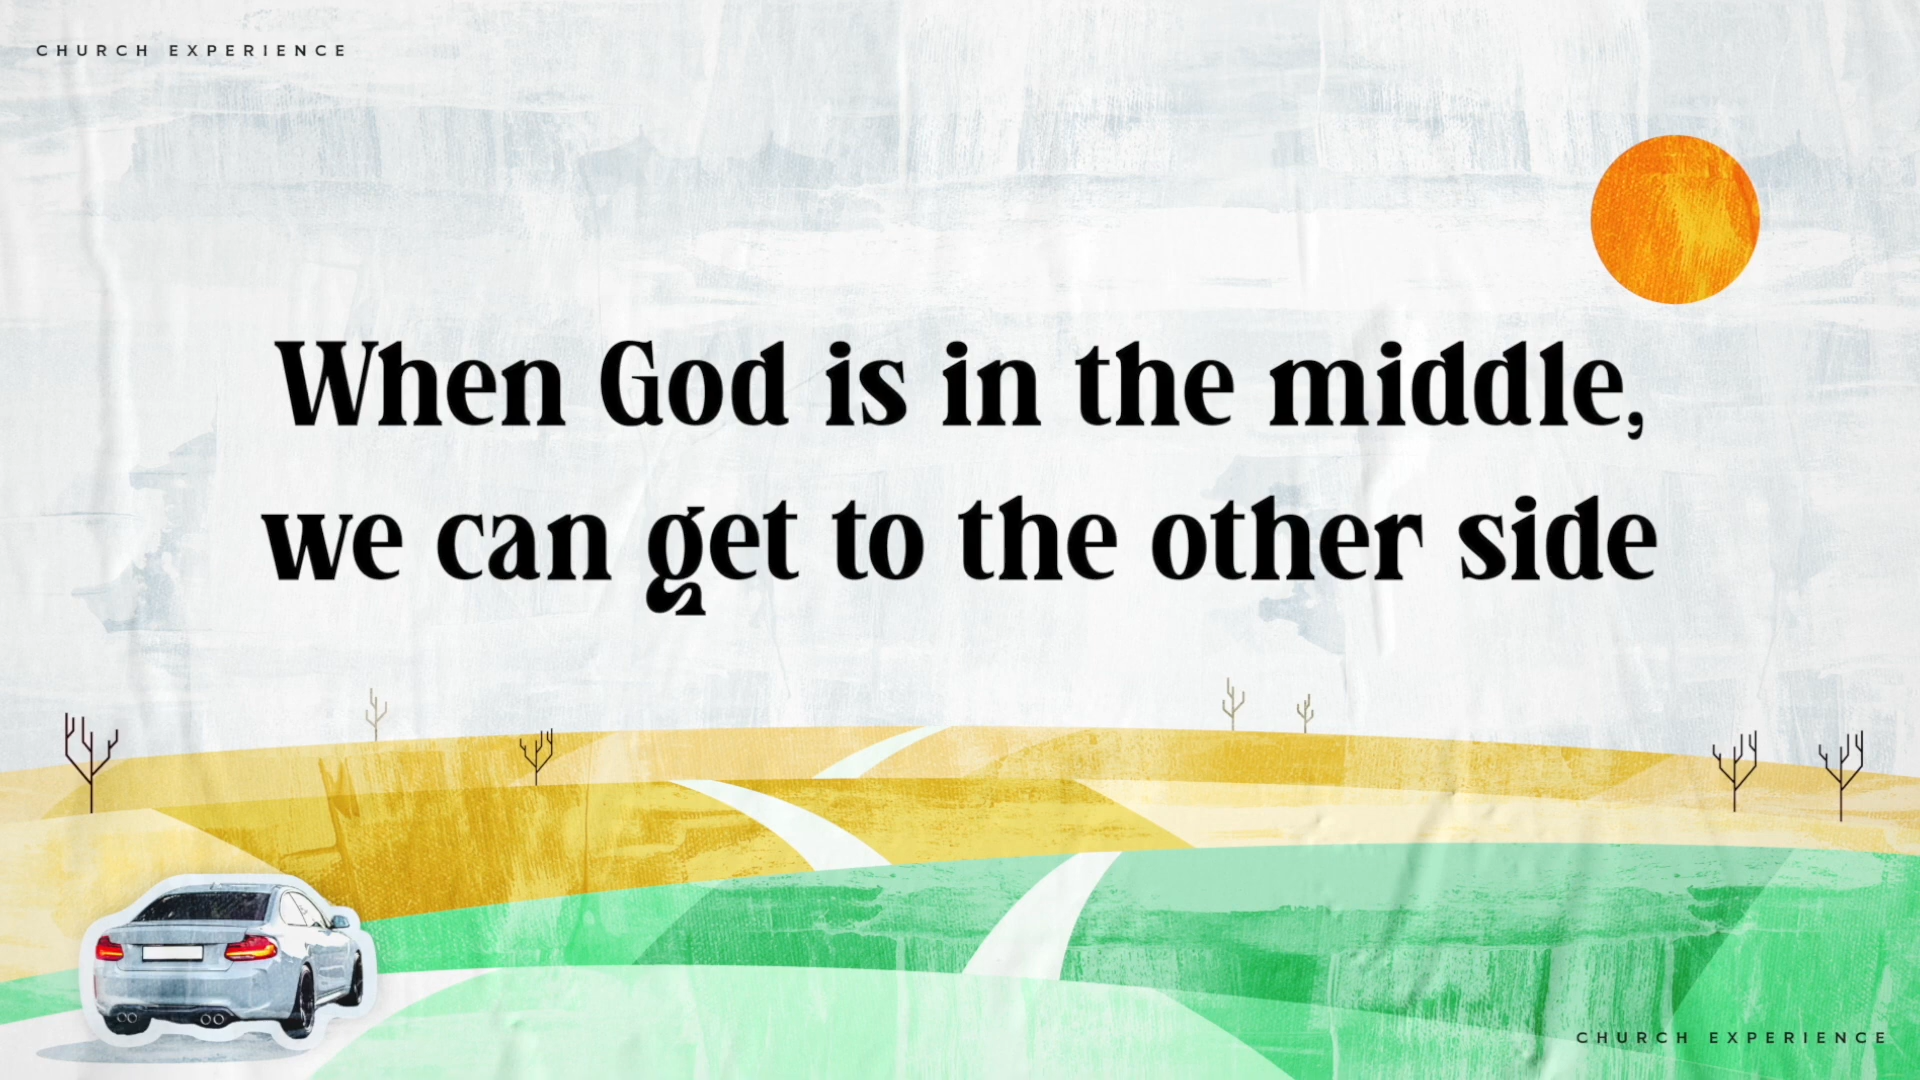 CHURCH EXPERIENCE
When God is in the middle,
we can get to the other side
CHURCH EXPERIENCE